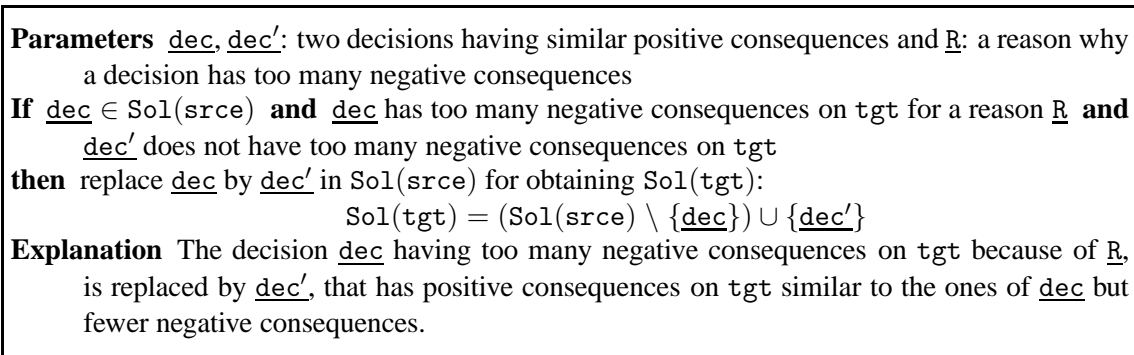 Parameters dec, dec′: two decisions having similar positive consequences and R: a reason why
a decision has too many negative consequences
If dec ∈ Sol(srce) and dec has too many negative consequences on tgt for a reason R and
dec′ does not have too many negative consequences on tgt
then replace dec by dec′ in Sol(srce) for obtaining Sol(tgt):
Sol(tgt) = (Sol(srce) \ {dec}) ∪ {dec′}
Explanation The decision dec having too many negative consequences on tgt because of R,
is replaced by dec′, that has positive consequences on tgt similar to the ones of dec but
fewer negative consequences.